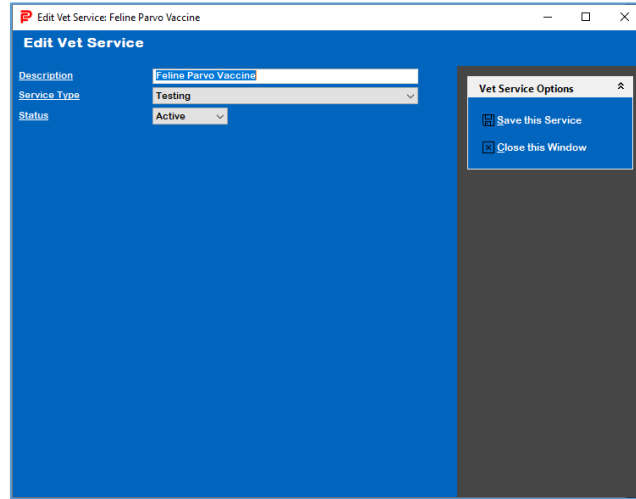 Edit Vet Service: Feline Parvo Vaccine
Edit Vet Service
Description Feline Parvo Vaccine
Service Type Testing
Status Active
Vet Service Options
Save this Service
Close this Window